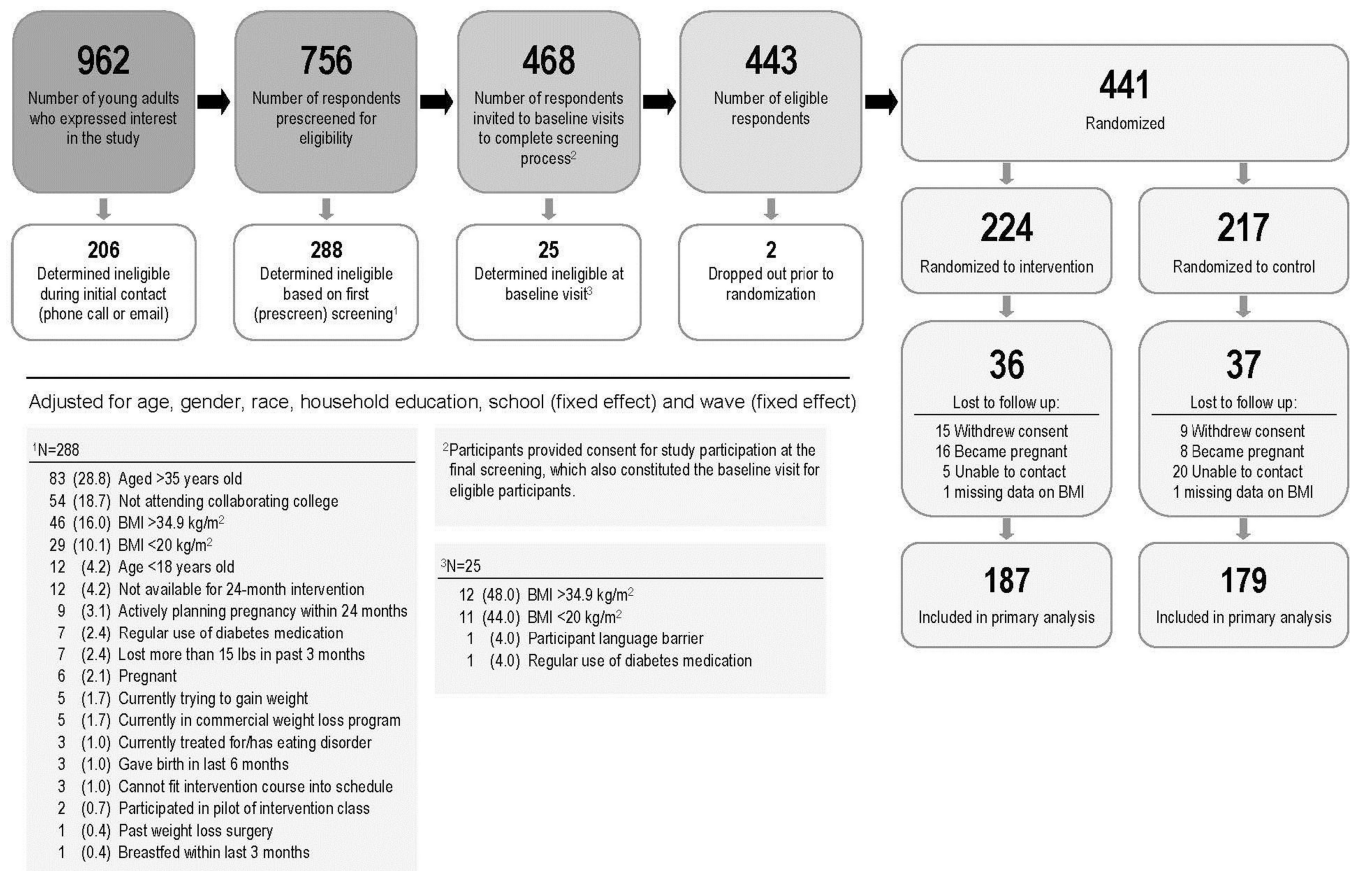 962
Number of young adults
who expressed interest
in the study
756
Number of respondents
prescreened for
eligibility
468
Number of respondents
invited to baseline visits
to complete screening
process2
443
Number of eligible
respondents
441
Randomized
206
Determined ineligible
during initial contact
(phone call or email)
288
Determined ineligible
based on first
(prescreen) screening1
25
Determined ineligible at
baseline visit3
2
Dropped out prior to
randomization
224
Randomized to intervention
217
Randomized to control
36
Lost to follow up:
15 Withdrew consent
16 Became pregnant
5 Unable to contact
1 missing data on BMI
37
Lost to follow up:
9 Withdrew consent
8 Became pregnant
20 Unable to contact
1 missing data on BMI
187
Included in primary analysis
179
Included in primary analysis
Adjusted for age, gender, race, household education, school (fixed effect) and wave (fixed effect)
1N=288
83 (28.8) Aged >35 years old
54 (18.7) Not attending collaborating college
46 (16.0) BMI >34.9 kg/m2
29 (10.1) BMI <20 kg/m2
12 (4.2) Age <18 years old
12 (4.2) Not available for 24-month intervention
9 (3.1) Actively planning pregnancy within 24 months
7 (2.4) Regular use of diabetes medication
7 (2.4) Lost more than 15 lbs in past 3 months
6 (2.1) Pregnant
5 (1.7) Currently trying to gain weight
5 (1.7) Currently in commercial weight loss program
3 (1.0) Currently treated for/has eating disorder
3 (1.0) Gave birth in last 6 months
3 (1.0) Cannot fit intervention course into schedule
2 (0.7) Participated in pilot of intervention class
1 (0.4) Past weight loss surgery
1 (0.4) Breastfed within last 3 months
2Participants provided consent for study participation at the
final screening, which also constituted the baseline visit for
eligible participants.
3N=25
12 (48.0) BMI >34.9 kg/m2
11 (44.0) BMI <20 kg/m2
1 (4.0) Participant language barrier
1 (4.0) Regular use of diabetes medication